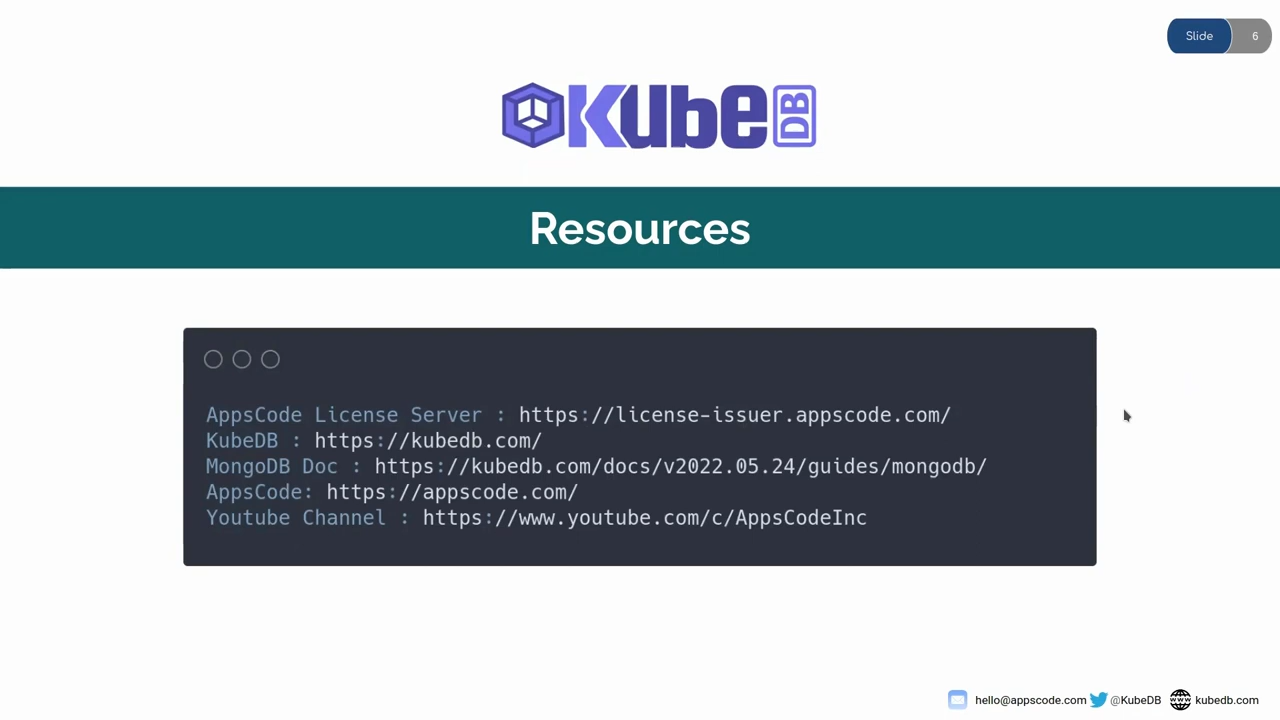 Slide 6
KubeDB
Resources
AppsCode License Server : https://license-issuer.appscode.com/
KubeDB : https://kubedb.com/
MongoDB Doc : https://kubedb.com/docs/v2022.05.24/guides/mongodb/
AppsCode: https://appscode.com/
Youtube Channel : https://www.youtube.com/c/AppsCodeInc
hello@appscode.com @KubeDB www kubedb.com